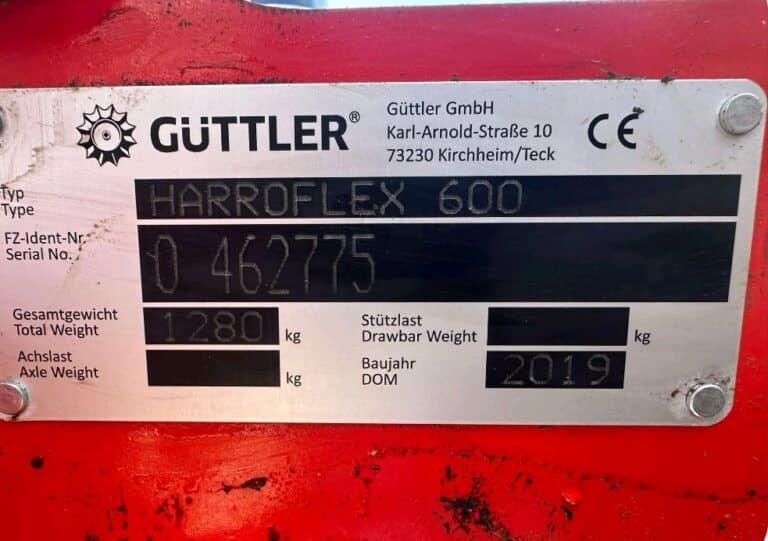 GÜTTLER®
Güttler GmbH
Karl-Arnold-Straße 10
73230 Kirchheim/Teck
CE
Typ
Type
HARROFLEX 600
FZ-Ident-Nr.
Serial No.
0 462775
Gesamtgewicht
Total Weight
1280 kg
Stützlast
Drawbar Weight
kg
Achslast
Axle Weight
kg
Baujahr
DOM
2019